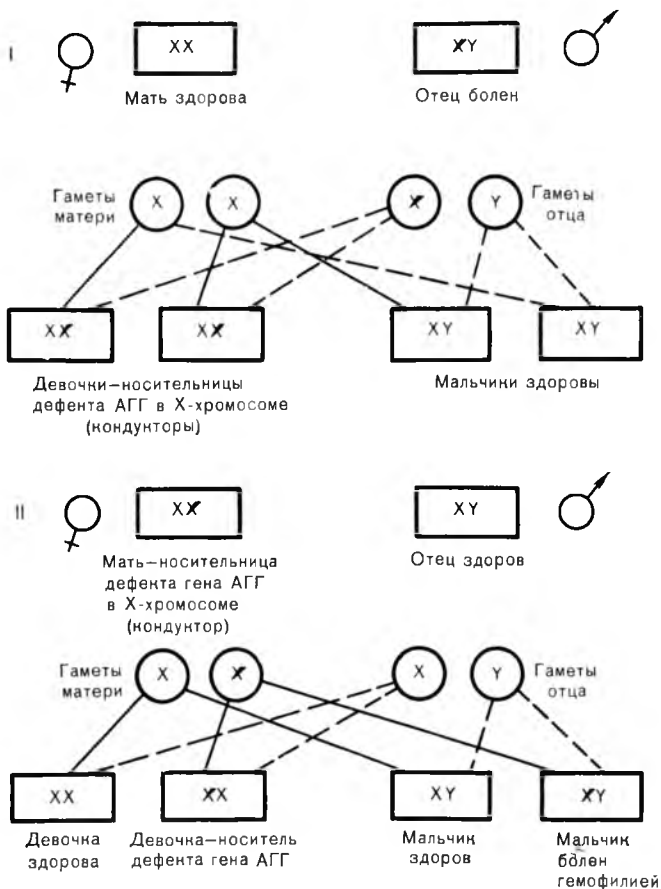 I
XX
XY
Мать здорова
Отец болен
Гаметы
матери
X
X
X
Y
Гаметы
отца
XX
XX
XY
XY
Девочки—носительницы
дефента АГГ в X-хромосоме
(кондукторы)
Мальчики здоровы
II
XX
XY
Мать—носительница
дефекта гена АГГ
в X-хромосоме
(кондуктор)
Отец здоров
Гаметы
матери
X
X
X
Y
Гаметы
отца
XX
XX
XY
XY
Девочка
здорова
Девочка—носитель
дефекта гена АГГ
Мальчик
здоров
Мальчик
болен
гемофилией